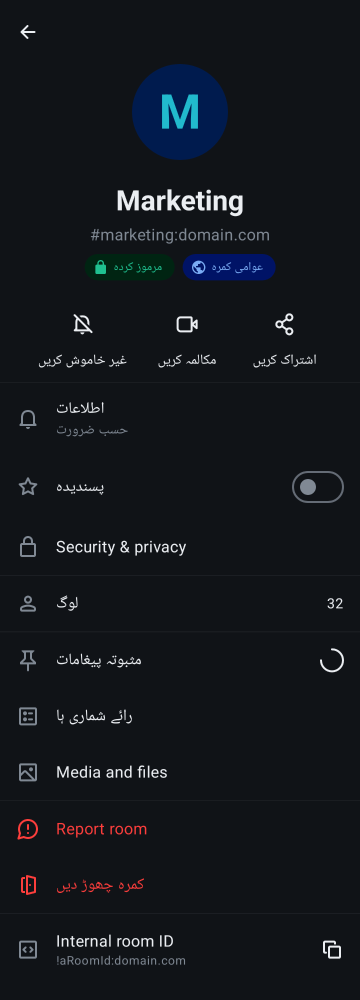 M
Marketing
#marketing:domain.com
مرموز کردہ
عوامی کمرہ
غیر خاموش کریں
مکالمہ کریں
اشتراک کریں
اطلاعات
حسب ضرورت
پسندیدہ
Security & privacy
لوگ
32
مثبوتہ پیغامات
رائے شماری ہا
Media and files
Report room
کمرہ چھوڑ دیں
Internal room ID
!aRoomId:domain.com